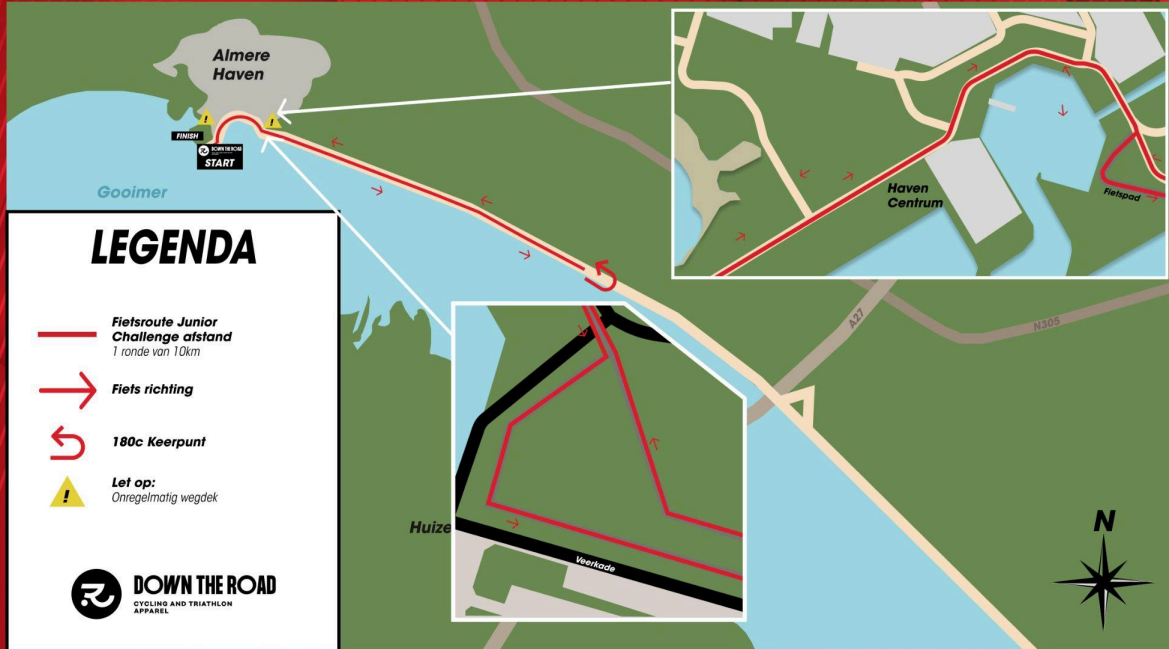 Almere
Haven
!
!
FINISH
DOWN THE ROAD
START
Gooimer
LEGENDA
Fietsroute Junior
Challenge afstand
1 ronde van 10km
Fiets richting
180c Keerpunt
!
Let op:
Onregelmatig wegdek
DOWN THE ROAD
CYCLING AND TRIATHLON
APPAREL
Haven
Centrum
Fietspad
A27
N305
Huize
Veerkade
N